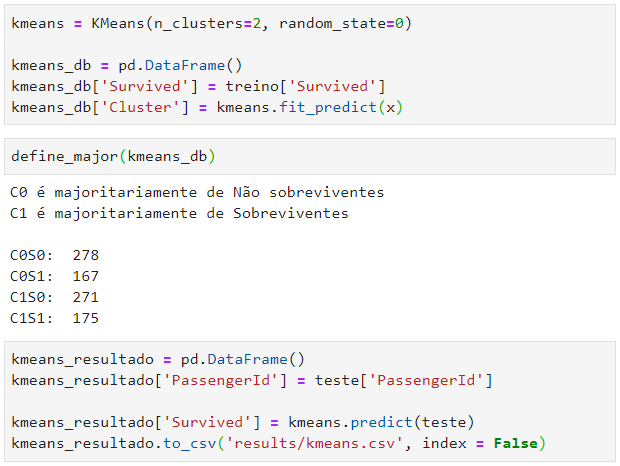 kmeans = KMeans(n_clusters=2, random_state=0)
kmeans_db = pd.DataFrame()
kmeans_db['Survived'] = treino['Survived']
kmeans_db['Cluster'] = kmeans.fit_predict(x)
define_major(kmeans_db)
C0 é majoritariamente de Não sobreviventes
C1 é majoritariamente de Sobreviventes
C0S0:  278
C0S1:  167
C1S0:  271
C1S1:  175
kmeans_resultado = pd.DataFrame()
kmeans_resultado['PassengerId'] = teste['PassengerId']
kmeans_resultado['Survived'] = kmeans.predict(teste)
kmeans_resultado.to_csv('results/kmeans.csv', index = False)